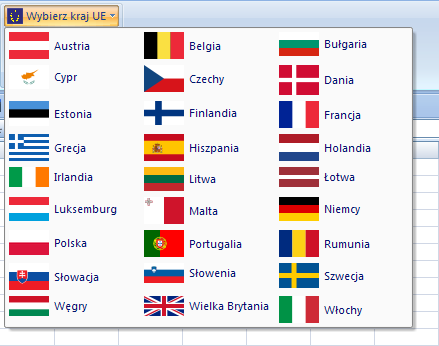 Wybierz kraj UE
Austria Belgia Bułgaria
Cypr Czechy Dania
Estonia Finlandia Francja
Grecja Hiszpania Holandia
Irlandia Litwa Łotwa
Luksemburg Malta Niemcy
Polska Portugalia Rumunia
Słowacja Słowenia Szwecja
Węgry Wielka Brytania Włochy